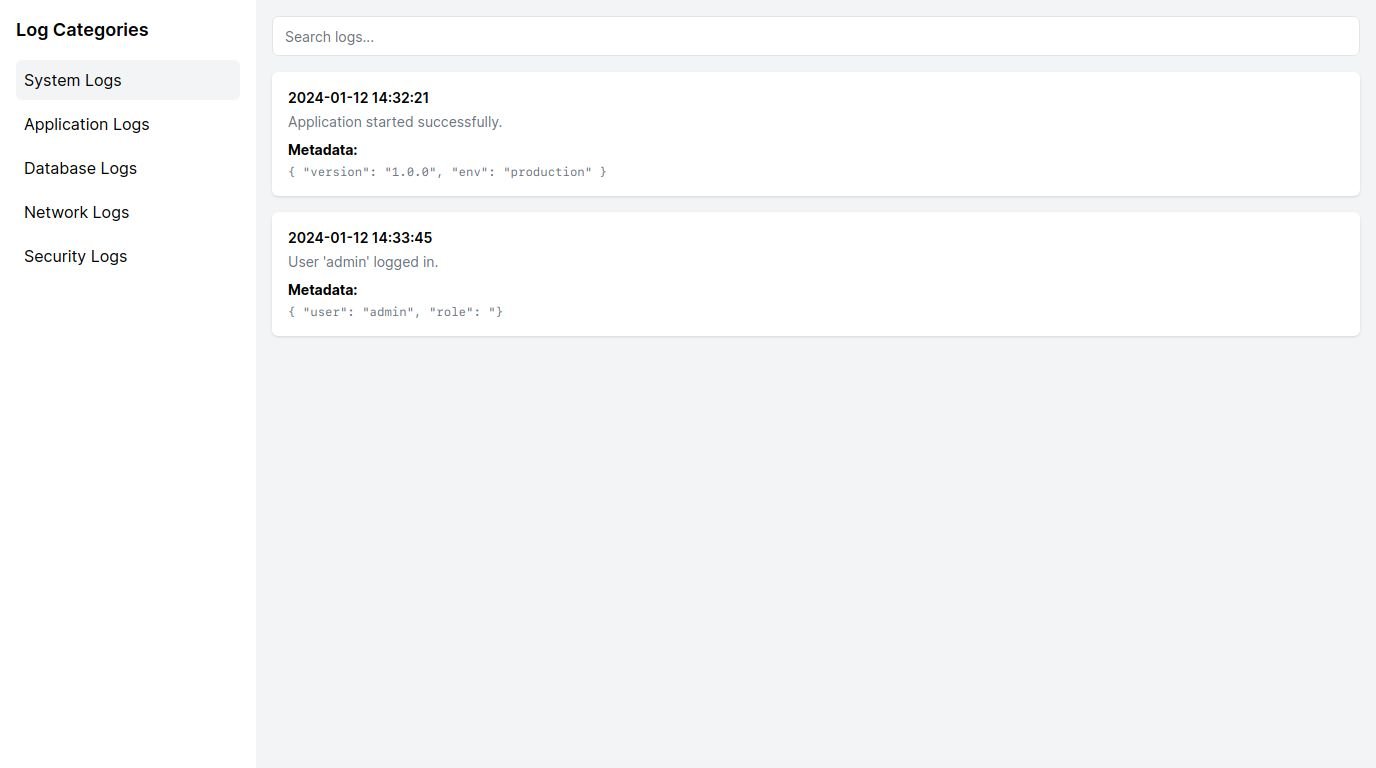 Log Categories
System Logs
Application Logs
Database Logs
Network Logs
Security Logs
Search logs...
2024-01-12 14:32:21
Application started successfully.
Metadata:
{ "version": "1.0.0", "env": "production" }
2024-01-12 14:33:45
User 'admin' logged in.
Metadata:
{ "user": "admin", "role": "}